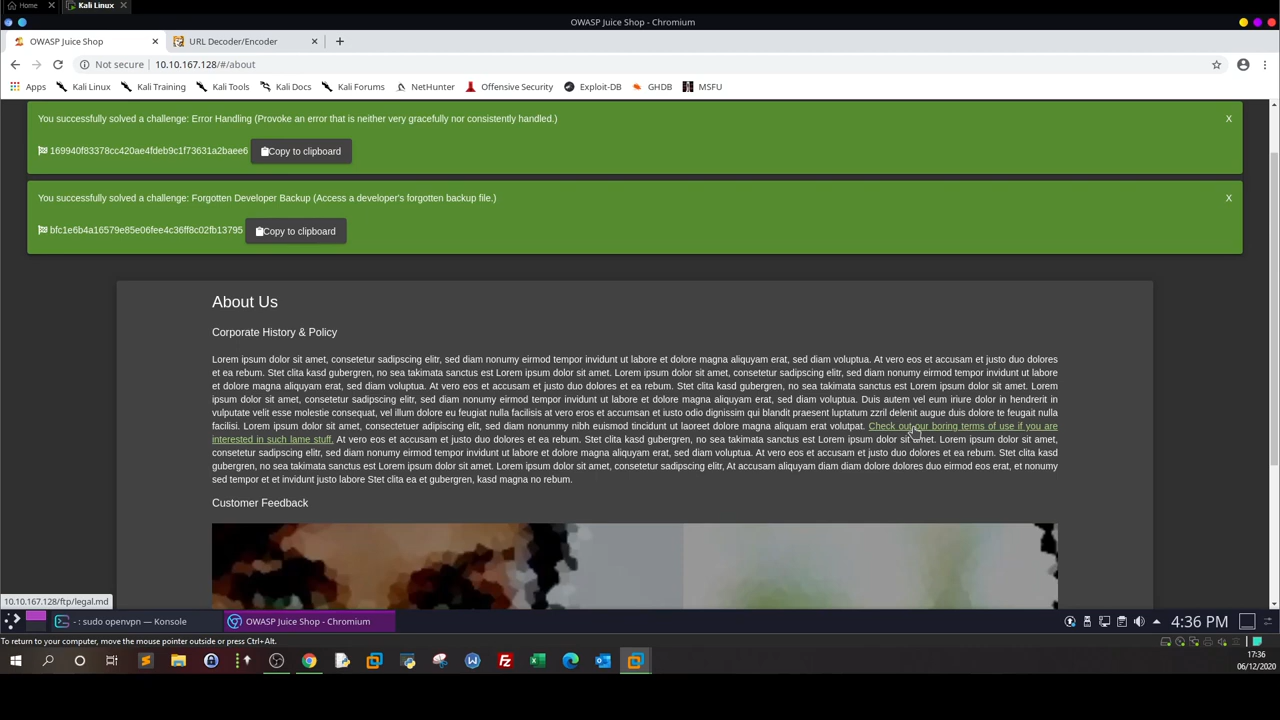 Home
Kali Linux
OWASP Juice Shop - Chromium
OWASP Juice Shop
URL Decoder/Encoder
Not secure 10.10.167.128/#/about
Apps Kali Linux Kali Training Kali Tools Kali Docs Kali Forums NetHunter Offensive Security Exploit-DB GHDB MSFU
You successfully solved a challenge: Error Handling (Provoke an error that is neither very gracefully nor consistently handled.) X
169940f83378cc420ae4fdeb9c1f73631a2baee6 Copy to clipboard
You successfully solved a challenge: Forgotten Developer Backup (Access a developer's forgotten backup file.) X
bfc1e6b4a16579e85e06fee4c36ff8c02fb13795 Copy to clipboard
About Us
Corporate History & Policy
Lorem ipsum dolor sit amet, consetetur sadipscing elitr, sed diam nonumy eirmod tempor invidunt ut labore et dolore magna aliquyam erat, sed diam voluptua. At vero eos et accusam et justo duo dolores
et ea rebum. Stet clita kasd gubergren, no sea takimata sanctus est Lorem ipsum dolor sit amet. Lorem ipsum dolor sit amet, consetetur sadipscing elitr, sed diam nonumy eirmod tempor invidunt ut labore
et dolore magna aliquyam erat, sed diam voluptua. At vero eos et accusam et justo duo dolores et ea rebum. Stet clita kasd gubergren, no sea takimata sanctus est Lorem ipsum dolor sit amet. Lorem
ipsum dolor sit amet, consetetur sadipscing elitr, sed diam nonumy eirmod tempor invidunt ut labore et dolore magna aliquyam erat, sed diam voluptua. Duis autem vel eum iriure dolor in hendrerit in
vulputate velit esse molestie consequat, vel illum dolore eu feugiat nulla facilisis at vero eros et accumsan et iusto odio dignissim qui blandit praesent luptatum zzril delenit augue duis dolore te feugait nulla
facilisi. Lorem ipsum dolor sit amet, consectetuer adipiscing elit, sed diam nonummy nibh euismod tincidunt ut laoreet dolore magna aliquam erat volutpat. Check out our boring terms of use if you are
interested in such lame stuff. At vero eos et accusam et justo duo dolores et ea rebum. Stet clita kasd gubergren, no sea takimata sanctus est Lorem ipsum dolor sit amet. Lorem ipsum dolor sit amet,
consetetur sadipscing elitr, sed diam nonumy eirmod tempor invidunt ut labore et dolore magna aliquyam erat, sed diam voluptua. At vero eos et accusam et justo duo dolores et ea rebum. Stet clita kasd
gubergren, no sea takimata sanctus est Lorem ipsum dolor sit amet. Lorem ipsum dolor sit amet, consetetur sadipscing elitr, At accusam aliquyam diam diam dolore dolores duo eirmod eos erat, et nonumy
sed tempor et et invidunt justo labore Stet clita ea et gubergren, kasd magna no rebum.
Customer Feedback
10.10.167.128/ftp/legal.md
- : sudo openvpn — Konsole
OWASP Juice Shop - Chromium
4:36 PM
To return to your computer, move the mouse pointer outside or press Ctrl+Alt.
17:36
06/12/2020